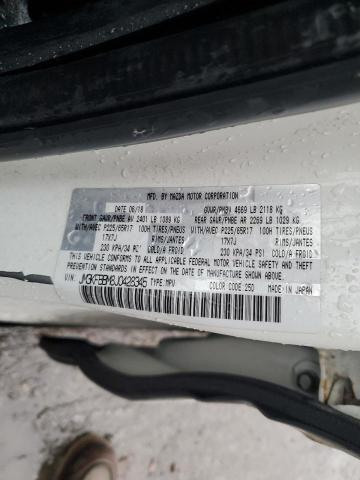 MFD. BY MAZDA MOTOR CORPORATION
DATE 06/18 GVWR/PNBV 4669 LB 2118 KG
FRONT GAWR/PNBE AV 2401 LB 1089 KG REAR GAWR/PNBE AR 2269 LB 1029 KG
WITH/AVEC P225/65R17 100H TIRES/PNEUS WITH/AVEC P225/65R17 100H TIRES/PNEUS
17X7J RIMS/JANTES 17X7J RIMS/JANTES
230 KPA/34 PSI COLD/A FROID 230 KPA/34 PSI COLD/A FROID
THIS VEHICLE CONFORMS TO ALL APPLICABLE FEDERAL MOTOR VEHICLE SAFETY, BUMPER
AND THEFT PREVENTION STANDARDS IN EFFECT ON THE DATE OF MANUFACTURE SHOWN ABOVE.
VIN: JM3KFBBM6J0428345 TYPE:MPV COLOR 25D MADE IN JAPAN